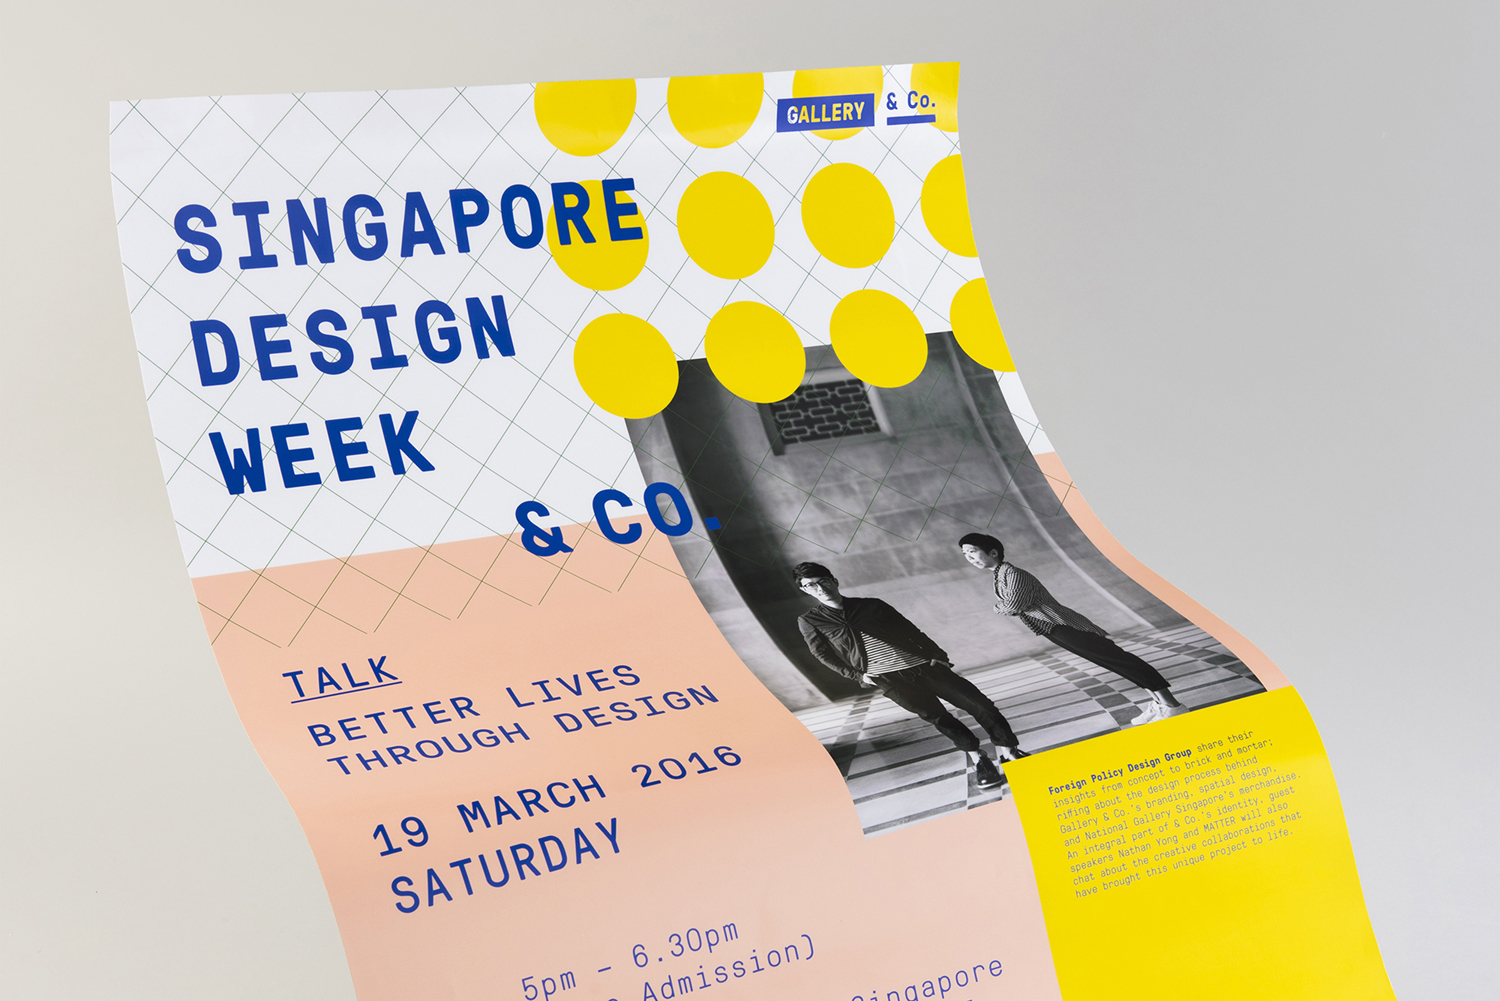 GALLERY & Co.
SINGAPORE
DESIGN
WEEK
& CO.
TALK
BETTER LIVES
THROUGH DESIGN
19 MARCH 2016
SATURDAY
5pm – 6.30pm
Admission)
Singapore
Foreign Policy Design Group share their
insights from concept to brick and mortar;
riffing about the design process behind
Gallery & Co.'s branding, spatial design,
and National Gallery Singapore's merchandise.
An integral part of & Co.'s identity, guest
speakers Nathan Yong and MATTER will also
chat about the creative collaborations that
have brought this unique project to life.